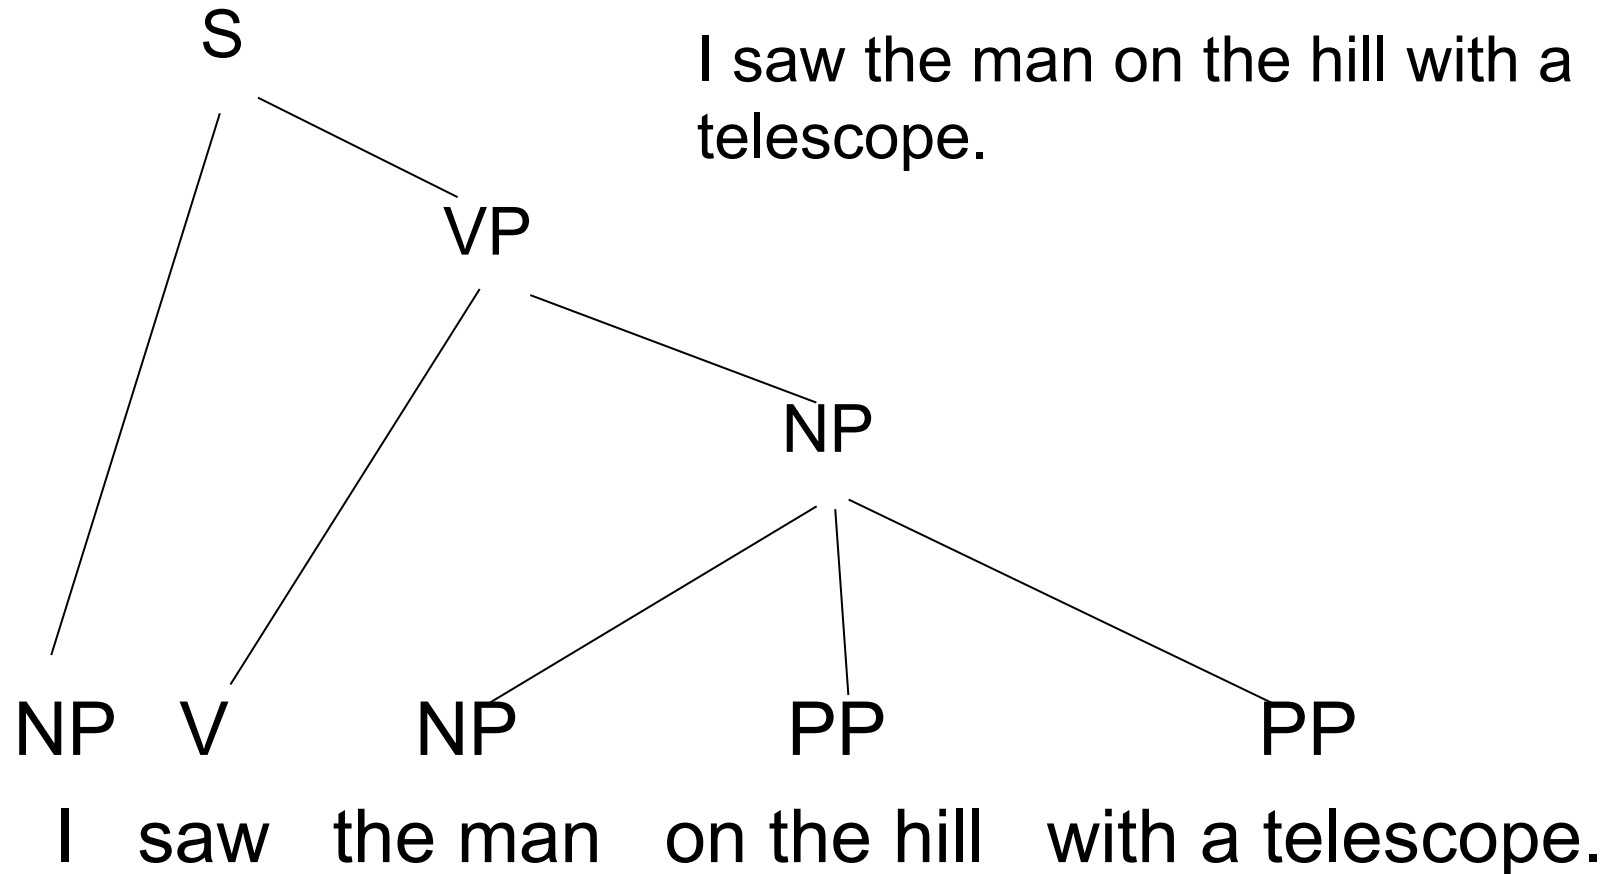 S
I saw the man on the hill with a
telescope.
VP
NP
NP V NP PP PP
I saw the man on the hill with a telescope.